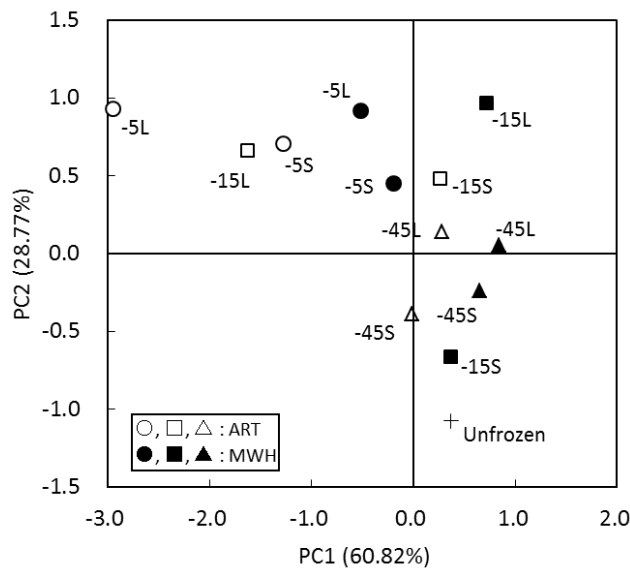 1.5
1.0
0.5
0.0
-0.5
-1.0
-1.5
PC2 (28.77%)
-5L
-5L
-15L
-15L
-5S
-5S
-15S
-45L
-45L
-45S
-45S
-15S
Unfrozen
○, □, △ : ART
●, ■, ▲ : MWH
-3.0 -2.0 -1.0 0.0 1.0 2.0
PC1 (60.82%)